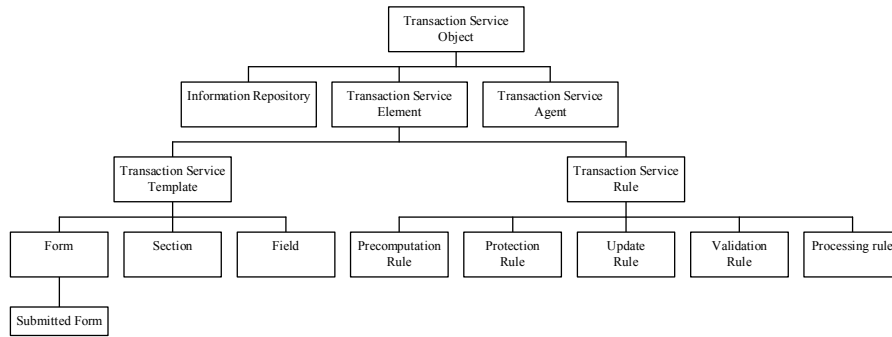 Transaction Service
Object
Information Repository
Transaction Service
Element
Transaction Service
Agent
Transaction Service
Template
Transaction Service
Rule
Form
Section
Field
Precomputation
Rule
Protection
Rule
Update
Rule
Validation
Rule
Processing rule
Submitted Form